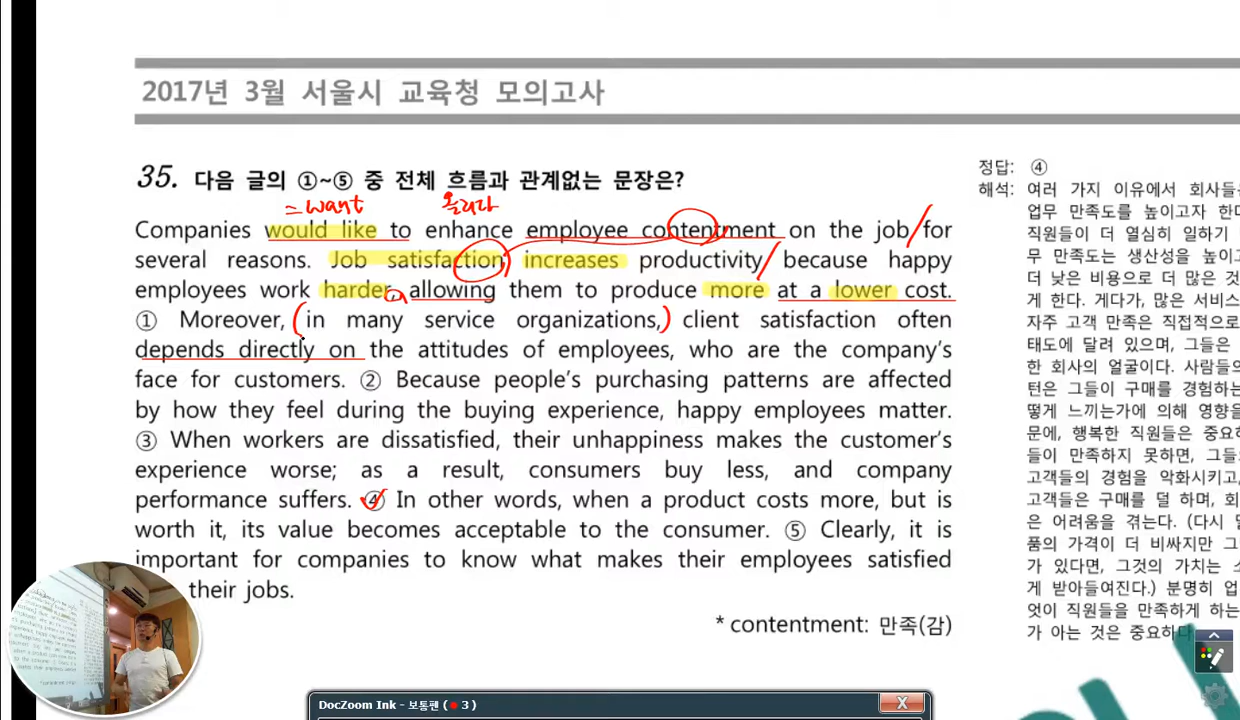 2017년 3월 서울시 교육청 모의고사
35. 다음 글의 ①~⑤ 중 전체 흐름과 관계없는 문장은?
=want 올리다
Companies would like to enhance employee contentment on the job for
several reasons. Job satisfaction increases productivity because happy
employees work harder, allowing them to produce more at a lower cost.
① Moreover, (in many service organizations,) client satisfaction often
depends directly on the attitudes of employees, who are the company's
face for customers. ② Because people's purchasing patterns are affected
by how they feel during the buying experience, happy employees matter.
③ When workers are dissatisfied, their unhappiness makes the customer's
experience worse; as a result, consumers buy less, and company
performance suffers. ④ In other words, when a product costs more, but is
worth it, its value becomes acceptable to the consumer. ⑤ Clearly, it is
important for companies to know what makes their employees satisfied
their jobs.
* contentment: 만족(감)
정답: ④
해석: 여러 가지 이유에서 회사들은
업무 만족도를 높이고자 한다
직원들이 더 열심히 일하기
무 만족도는 생산성을 높이고
더 낮은 비용으로 더 많은 것
게 한다. 게다가, 많은 서비스
자주 고객 만족은 직접적으로
태도에 달려 있으며, 그들은
한 회사의 얼굴이다. 사람들의
턴은 그들이 구매를 경험하는
떻게 느끼는가에 의해 영향을
문에, 행복한 직원들은 중요
들이 만족하지 못하면, 그들
고객들의 경험을 악화시키고,
고객들은 구매를 덜 하며, 회
은 어려움을 겪는다. (다시 말
품의 가격이 더 비싸지만 그
가 있다면, 그것의 가치는 소
게 받아들여진다.) 분명히 업
엇이 직원들을 만족하게 하는
가 아는 것은 중요하다
DocZoom Ink - 보통펜 ( 3 )